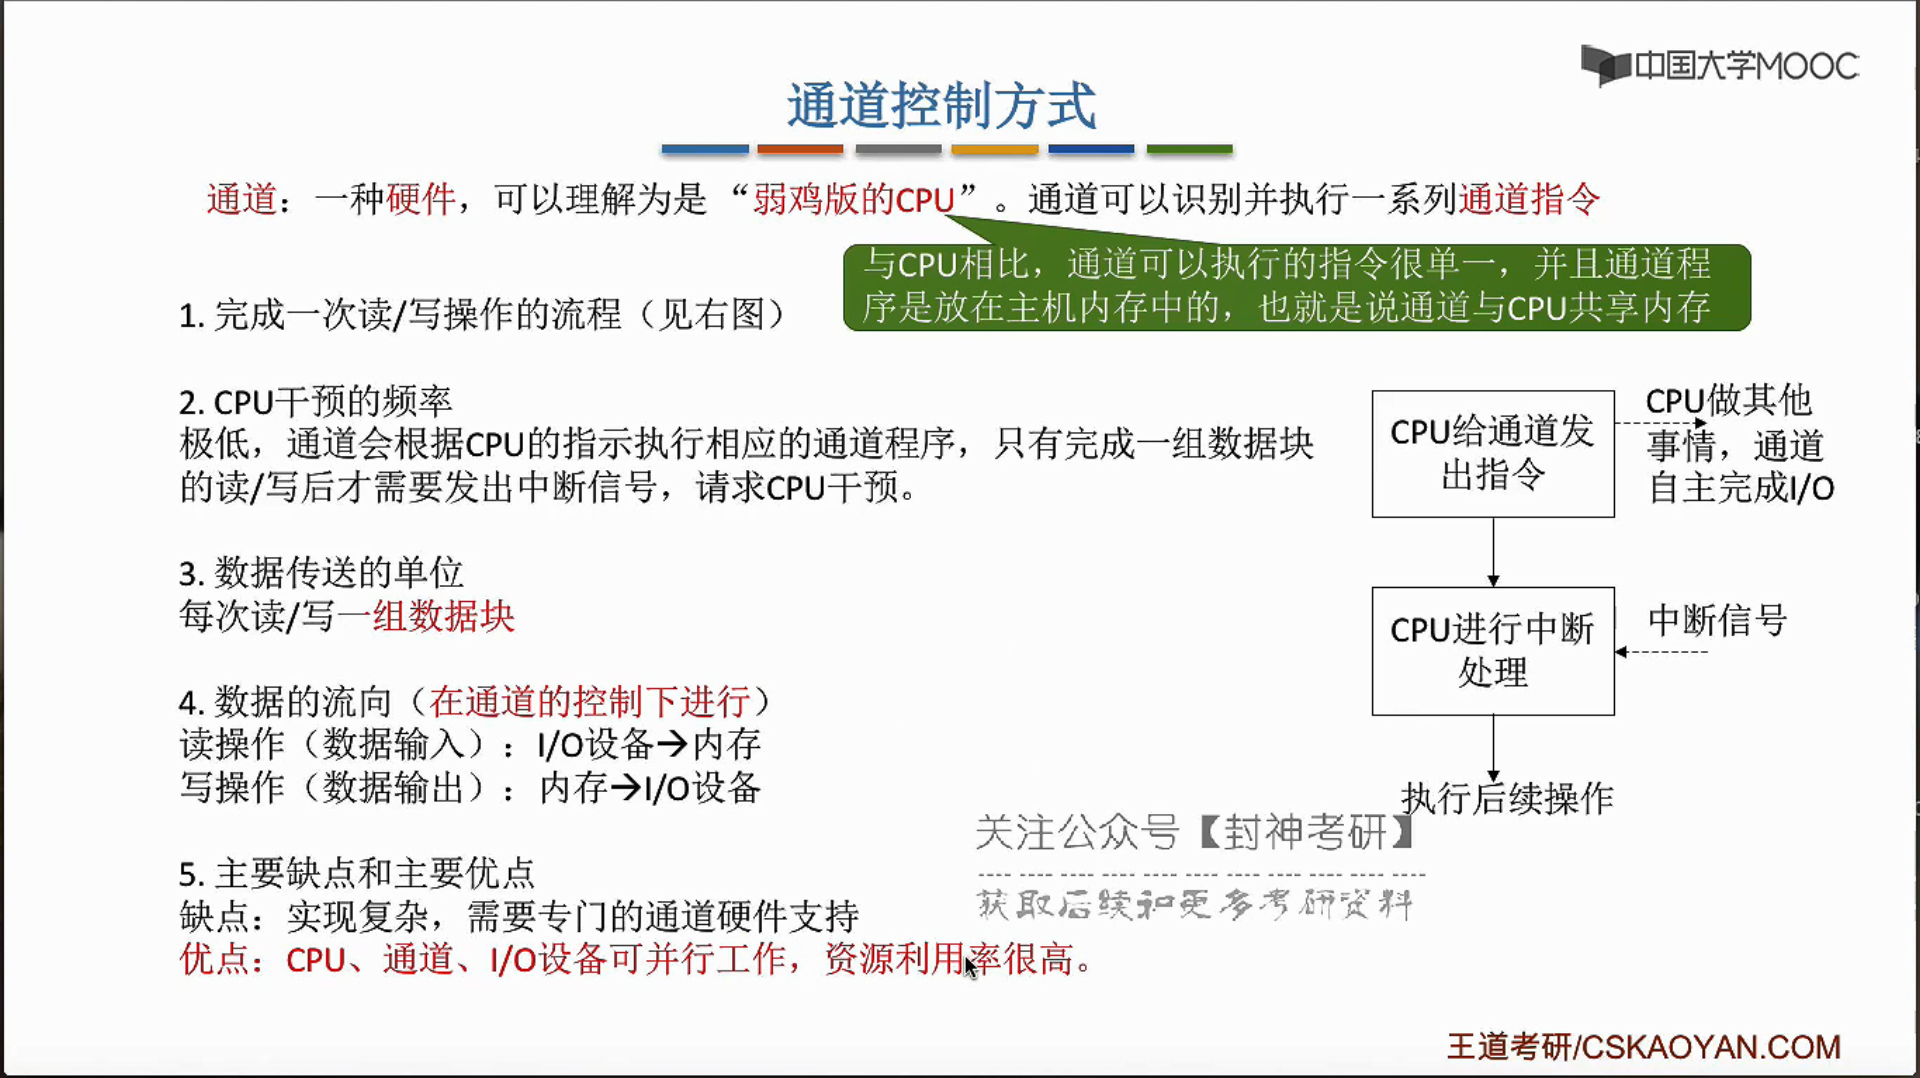 中国大学MOOC
通道控制方式
通道：一种硬件，可以理解为是“弱鸡版的CPU”。通道可以识别并执行一系列通道指令
与CPU相比，通道可以执行的指令很单一，并且通道程
序是放在主机内存中的，也就是说通道与CPU共享内存
1. 完成一次读/写操作的流程（见右图）
2. CPU干预的频率
极低，通道会根据CPU的指示执行相应的通道程序，只有完成一组数据块
的读/写后才需要发出中断信号，请求CPU干预。
3. 数据传送的单位
每次读/写一组数据块
4. 数据的流向（在通道的控制下进行）
读操作（数据输入）：I/O设备→内存
写操作（数据输出）：内存→I/O设备
5. 主要缺点和主要优点
缺点：实现复杂，需要专门的通道硬件支持
优点：CPU、通道、I/O设备可并行工作，资源利用率很高。
CPU给通道发
出指令
CPU做其他
事情，通道
自主完成I/O
CPU进行中断
处理
中断信号
执行后续操作
关注公众号【封神考研】
获取后续和更多考研资料
王道考研/CSKAOYAN.COM